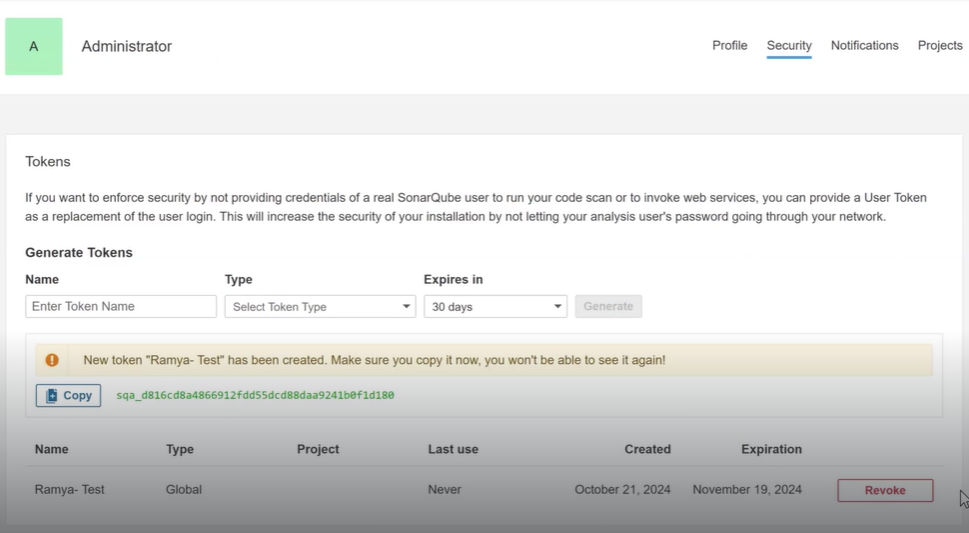 A
Administrator
Profile Security Notifications Projects
Tokens
If you want to enforce security by not providing credentials of a real SonarQube user to run your code scan or to invoke web services, you can provide a User Token
as a replacement of the user login. This will increase the security of your installation by not letting your analysis user's password going through your network.
Generate Tokens
Name Type Expires in
Enter Token Name Select Token Type 30 days Generate
New token "Ramya- Test" has been created. Make sure you copy it now, you won't be able to see it again!
Copy sqa_d816cd8a4866912fdd55dcd88daa9241b0f1d180
Name Type Project Last use Created Expiration
Ramya- Test Global Never October 21, 2024 November 19, 2024 Revoke